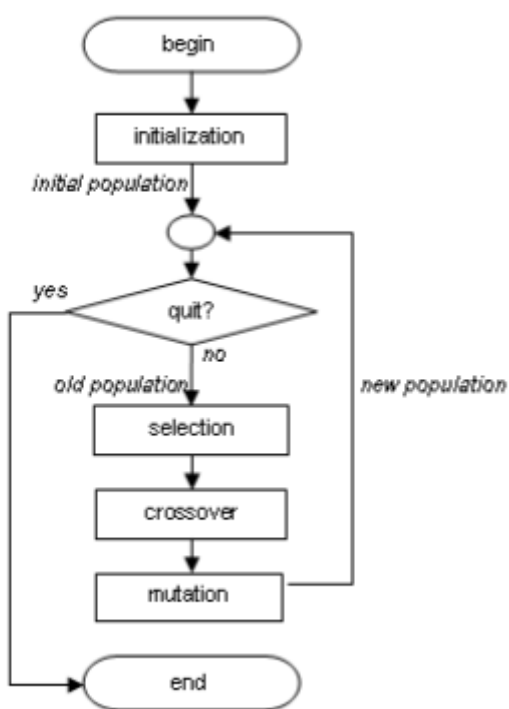 begin
initialization
initial population
yes
quit?
no
old population
new population
selection
crossover
mutation
end